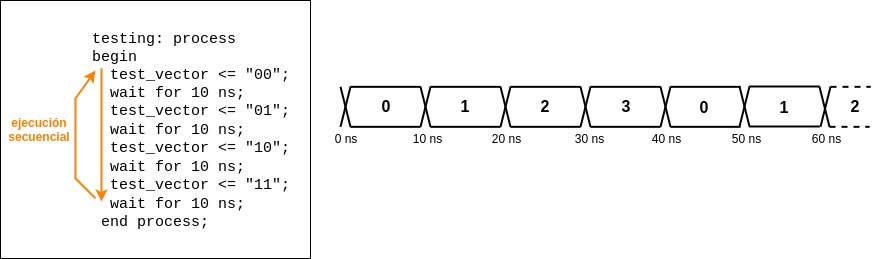 testing: process
begin
test_vector <= "00";
wait for 10 ns;
test_vector <= "01";
wait for 10 ns;
test_vector <= "10";
wait for 10 ns;
test_vector <= "11";
wait for 10 ns;
end process;
ejecución
secuencial
0 1 2 3 0 1 2
0 ns 10 ns 20 ns 30 ns 40 ns 50 ns 60 ns